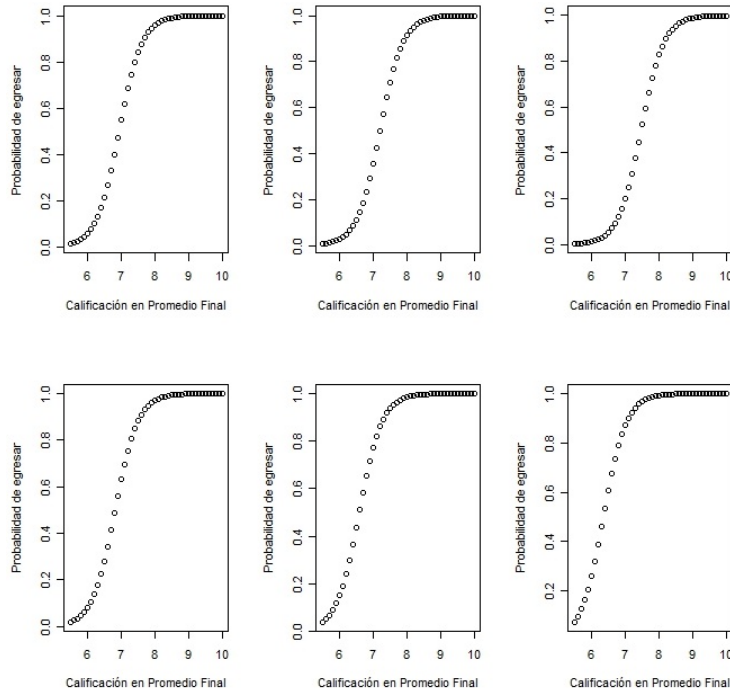 Probabilidad de egresar
0.0 0.2 0.4 0.6 0.8 1.0
6 7 8 9 10
Calificación en Promedio Final
Probabilidad de egresar
0.0 0.2 0.4 0.6 0.8 1.0
6 7 8 9 10
Calificación en Promedio Final
Probabilidad de egresar
0.0 0.2 0.4 0.6 0.8 1.0
6 7 8 9 10
Calificación en Promedio Final
Probabilidad de egresar
0.0 0.2 0.4 0.6 0.8 1.0
6 7 8 9 10
Calificación en Promedio Final
Probabilidad de egresar
0.0 0.2 0.4 0.6 0.8 1.0
6 7 8 9 10
Calificación en Promedio Final
Probabilidad de egresar
0.2 0.4 0.6 0.8 1.0
6 7 8 9 10
Calificación en Promedio Final